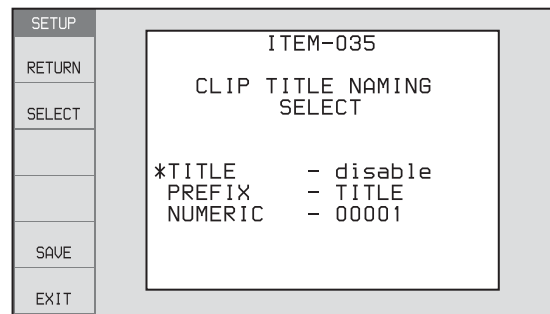 SETUP
RETURN
SELECT
SAVE
EXIT
ITEM-035
CLIP TITLE NAMING
SELECT
*TITLE - disable
PREFIX - TITLE
NUMERIC - 00001